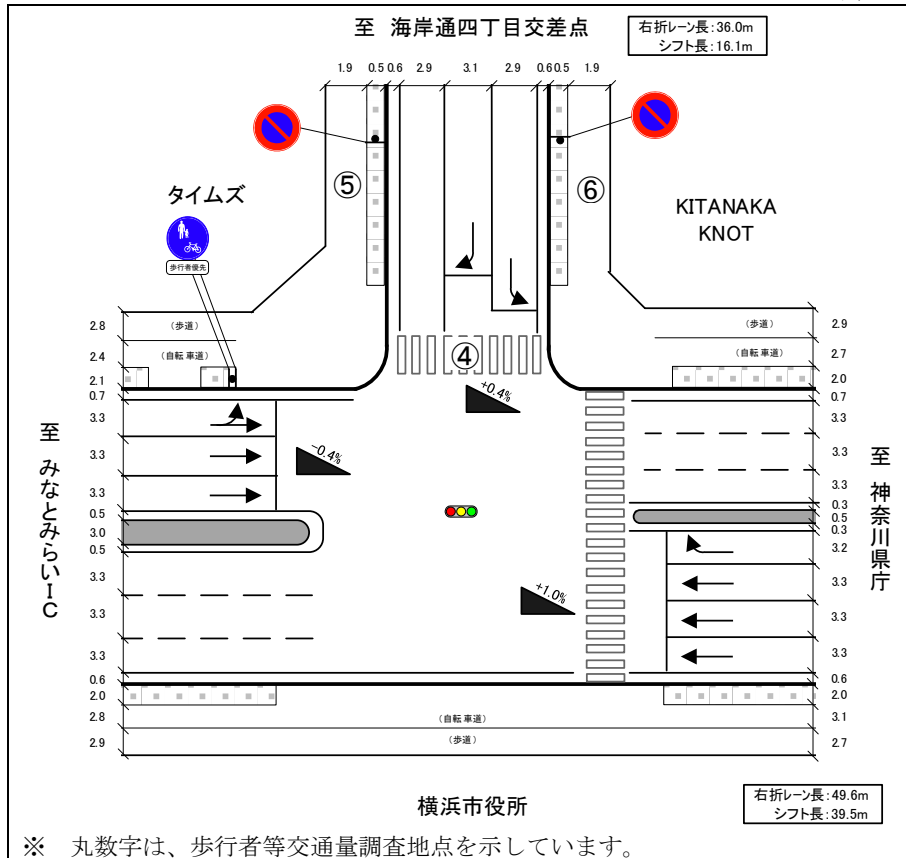 至 海岸通四丁目交差点
右折レーン長:36.0m
シフト長:16.1m
1.9 0.5 0.6 2.9 3.1 2.9 0.6 0.5 1.9
⑤
⑥
タイムズ
KITANAKA
KNOT
歩行者優先
④
2.8
(歩道)
2.4
(自転車道)
2.1
0.7
3.3
3.3
3.3
0.5
3.0
0.5
3.3
3.3
3.3
0.6
2.0
2.8
2.9
至 みなとみらいIC
+0.4%
-0.4%
+1.0%
(歩道)
2.9
(自転車道)
2.7
2.0
0.7
3.3
3.3
3.3
0.3
0.5
0.3
3.2
3.3
3.3
3.3
0.6
2.0
3.1
2.7
至 神奈川県庁
(自転車道)
(歩道)
横浜市役所
右折レーン長:49.6m
シフト長:39.5m
※ 丸数字は、歩行者等交通量調査地点を示しています。